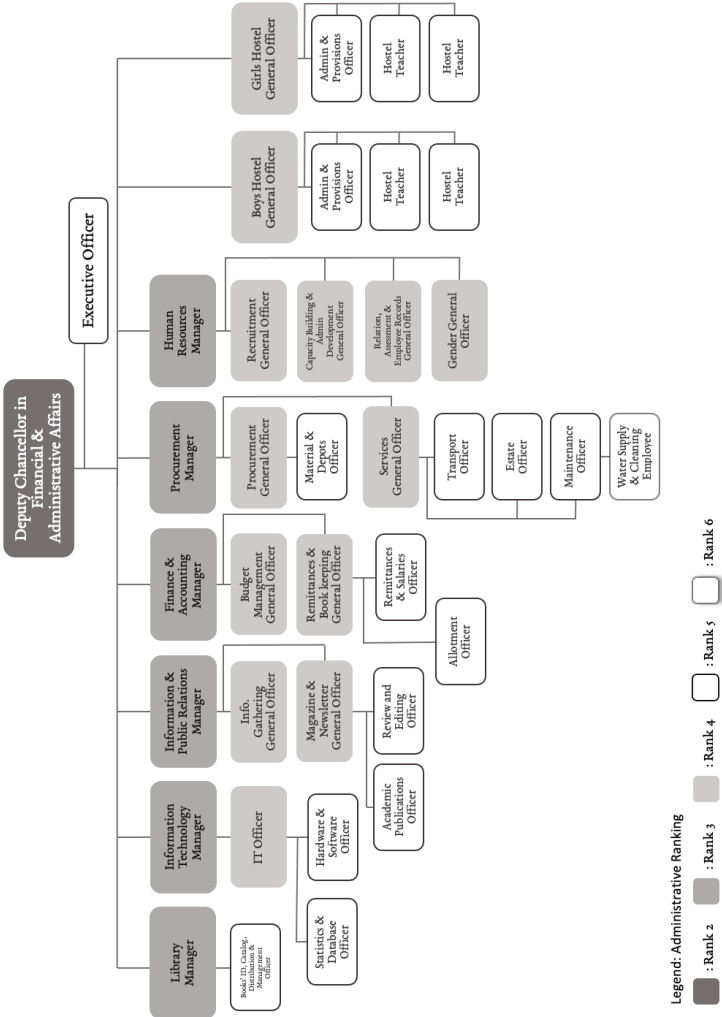 Deputy Chancellor in
Financial &
Administrative Affairs
Executive Officer
Library
Manager
Books' ID, Catalog,
Distribution &
Management
Officer
Information
Technology
Manager
IT Officer
Statistics &
Database
Officer
Hardware &
Software
Officer
Information &
Public Relations
Manager
Info.
Gathering
General Officer
Magazine &
Newsletter
General Officer
Academic
Publications
Officer
Review and
Editing
Officer
Finance &
Accounting
Manager
Budget
Management
General Officer
Remittances &
Book keeping
General Officer
Allotment
Officer
Remittances
& Salaries
Officer
Procurement
Manager
Procurement
General Officer
Material &
Depots
Officer
Services
General Officer
Transport
Officer
Estate
Officer
Maintenance
Officer
Water Supply
& Cleaning
Employee
Human
Resources
Manager
Recruitment
General Officer
Capacity Building &
Admin
Development
General Officer
Relation,
Assessment &
Employee Records
General Officer
Gender General
Officer
Boys Hostel
General Officer
Admin &
Provisions
Officer
Hostel
Teacher
Hostel
Teacher
Girls Hostel
General Officer
Admin &
Provisions
Officer
Hostel
Teacher
Hostel
Teacher
Legend: Administrative Ranking
: Rank 2
: Rank 3
: Rank 4
: Rank 5
: Rank 6